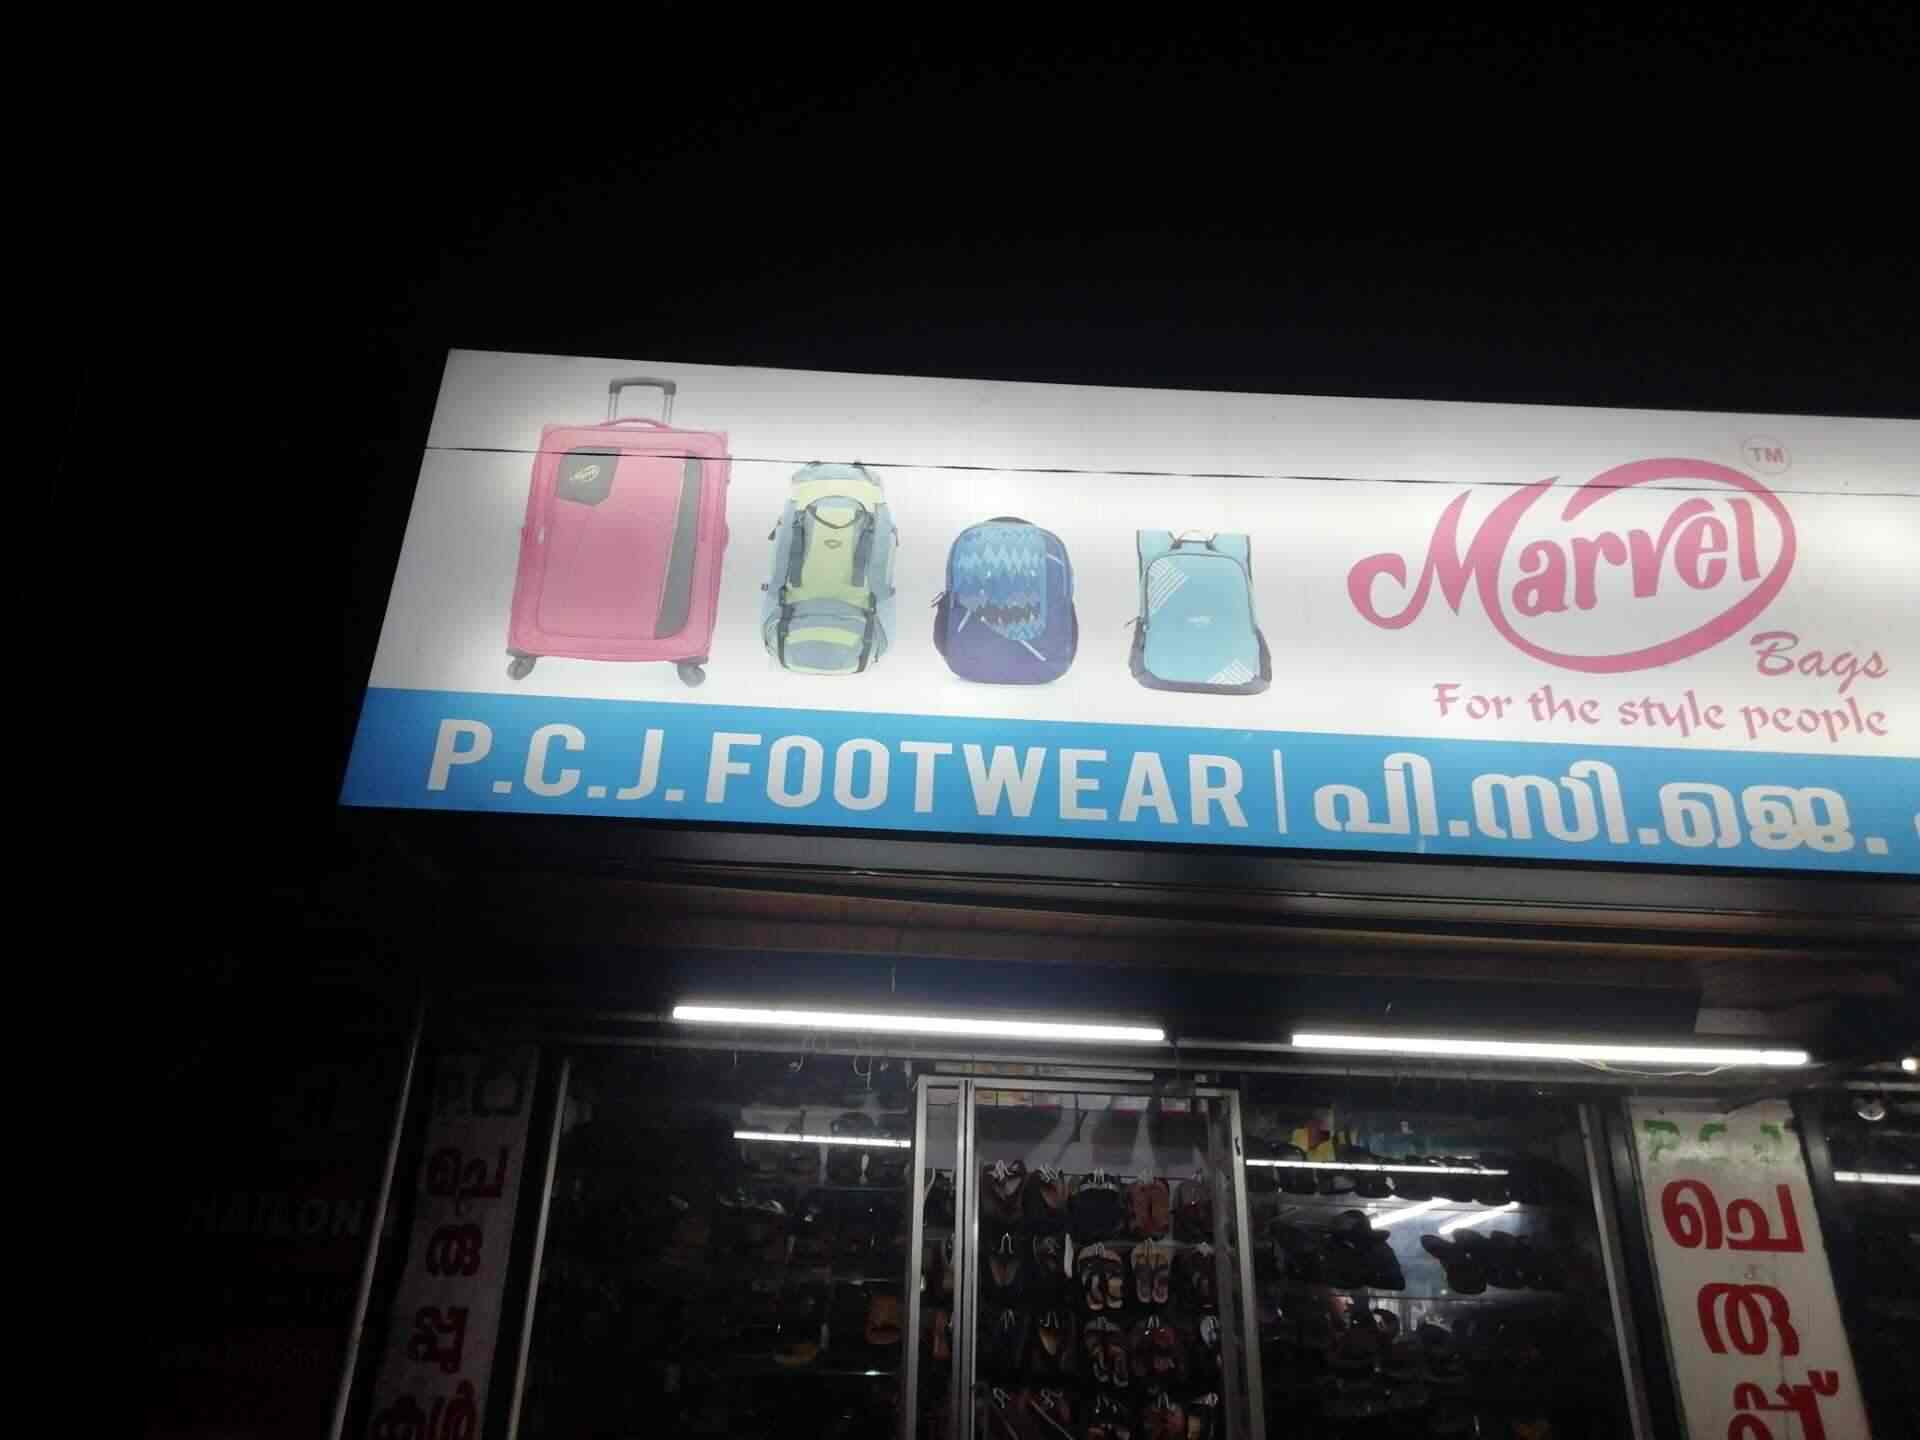 TM
Marvel
Bags
For the style people
P.C.J. FOOTWEAR | പി.സി.ജെ.
P.C.J
ചെ
രു